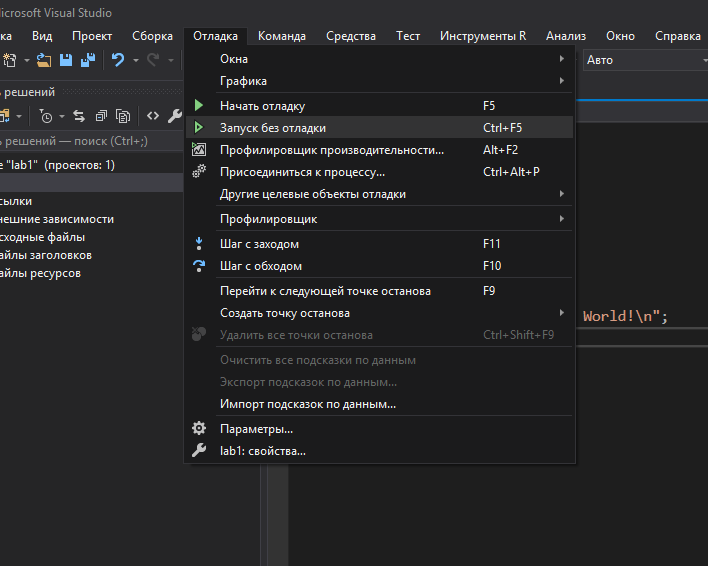 Microsoft Visual Studio
ка Вид Проект Сборка Отладка Команда Средства Тест Инструменты R Анализ Окно Справка
Авто
ь решений
ь решений — поиск (Ctrl+;)
е "lab1" (проектов: 1)
сылки
нешние зависимости
сходные файлы
айлы заголовков
айлы ресурсов
Окна
Графика
Начать отладку F5
Запуск без отладки Ctrl+F5
Профилировщик производительности... Alt+F2
Присоединиться к процессу... Ctrl+Alt+P
Другие целевые объекты отладки
Профилировщик
Шаг с заходом F11
Шаг с обходом F10
Перейти к следующей точке останова F9
Создать точку останова
World!\n";
Удалить все точки останова Ctrl+Shift+F9
Очистить все подсказки по данным
Экспорт подсказок по данным...
Импорт подсказок по данным...
Параметры...
lab1: свойства...